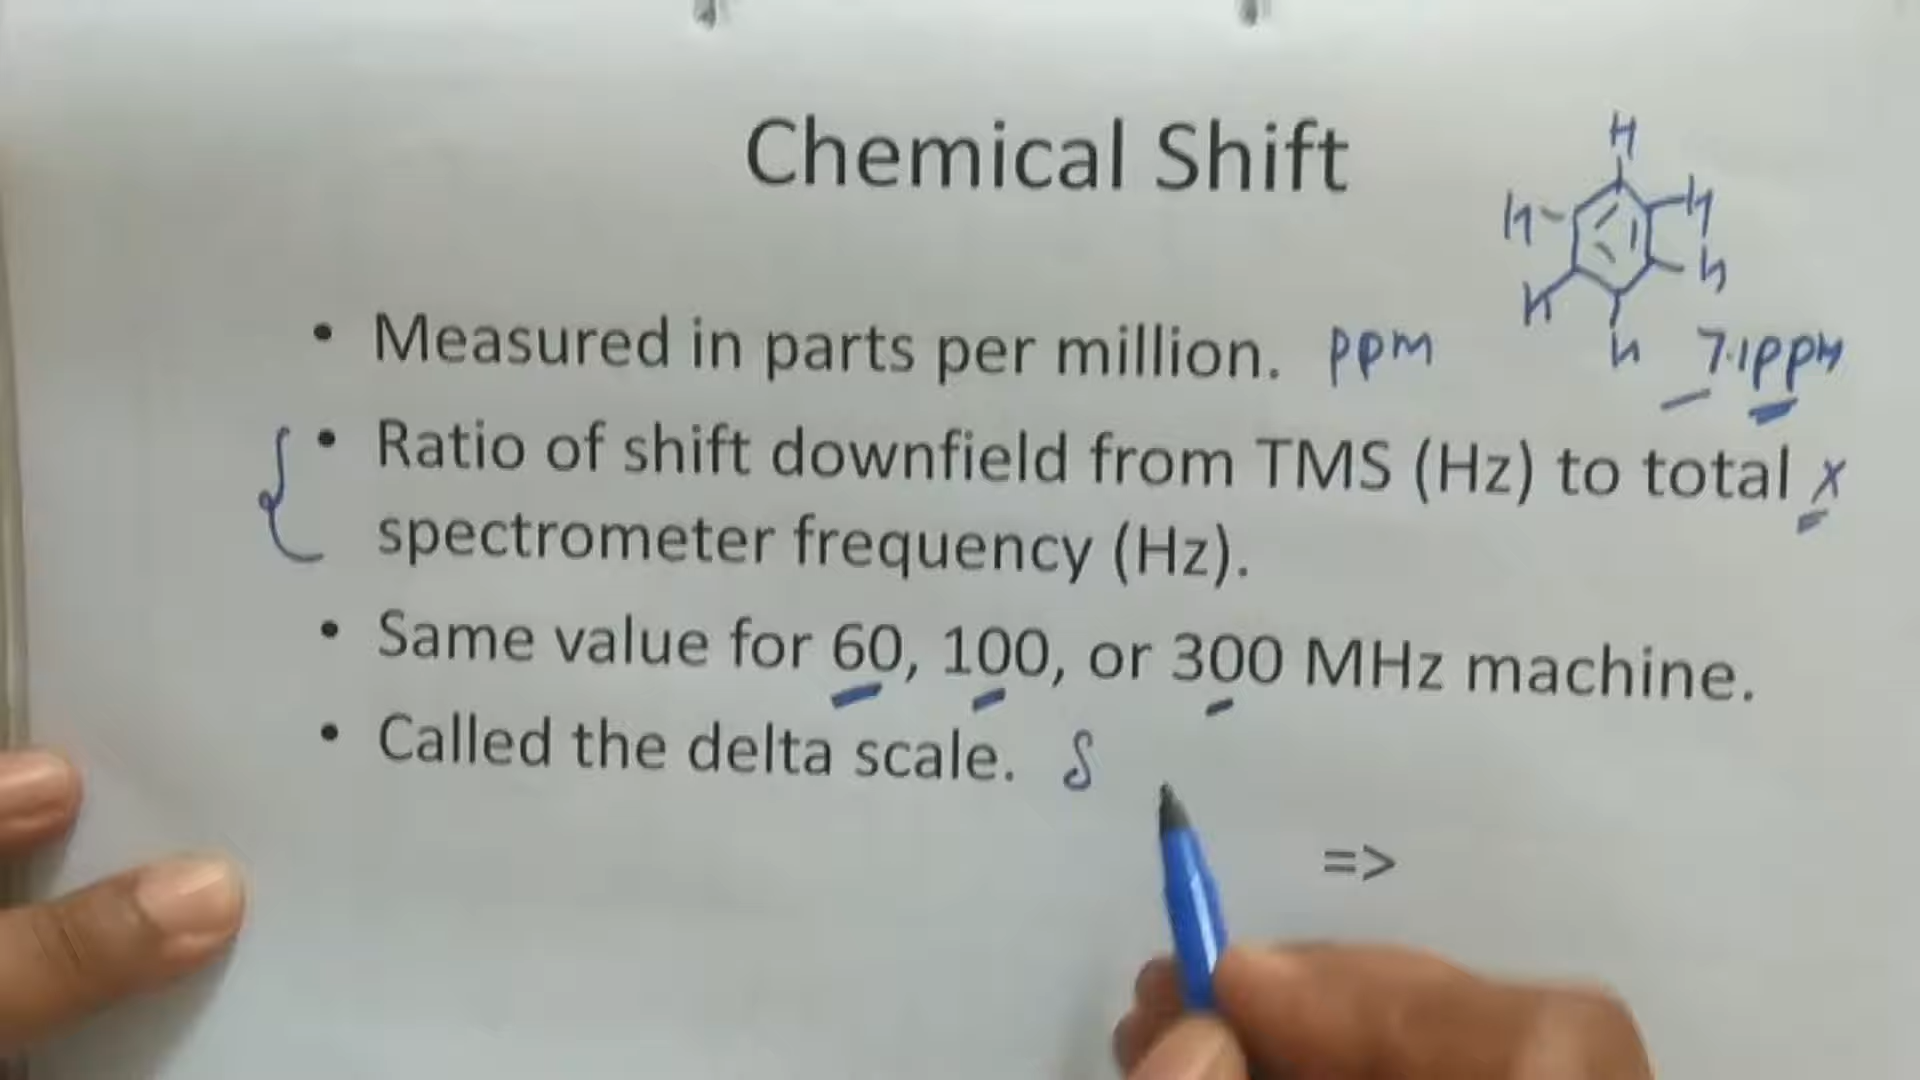 Chemical Shift
H
H
H
H
H
H
• Measured in parts per million. ppm
7.1ppm
• Ratio of shift downfield from TMS (Hz) to total x
spectrometer frequency (Hz).
• Same value for 60, 100, or 300 MHz machine.
• Called the delta scale. δ
=>